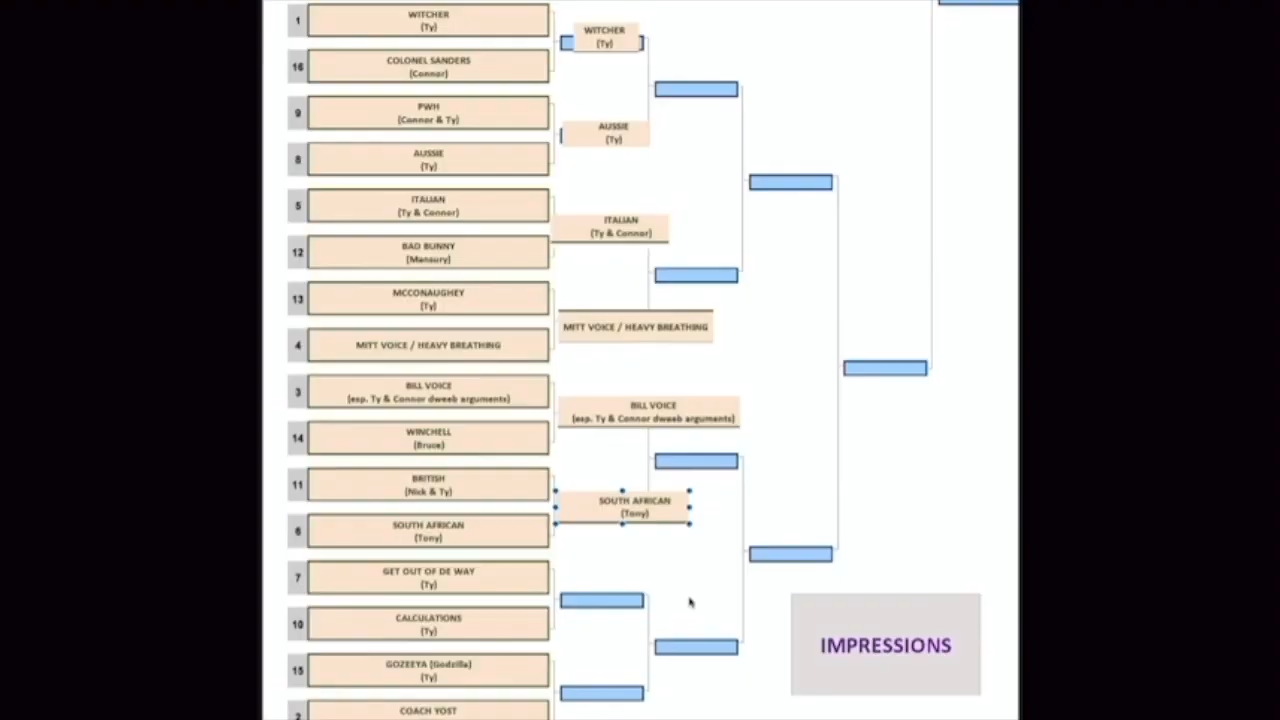 1
WITCHER
(Ty)
16
COLONEL SANDERS
(Connor)
9
PWH
(Connor & Ty)
8
AUSSIE
(Ty)
5
ITALIAN
(Ty & Connor)
12
BAD BUNNY
(Mansury)
13
MCCONAUGHEY
(Ty)
4
MITT VOICE / HEAVY BREATHING
3
BILL VOICE
(esp. Ty & Connor dweeb arguments)
14
WINCHELL
(Bruce)
11
BRITISH
(Nick & Ty)
6
SOUTH AFRICAN
(Tony)
7
GET OUT OF DE WAY
(Ty)
10
CALCULATIONS
(Ty)
15
GOZEEYA (Godzilla)
(Ty)
2
COACH YOST
WITCHER
(Ty)
AUSSIE
(Ty)
ITALIAN
(Ty & Connor)
MITT VOICE / HEAVY BREATHING
BILL VOICE
(esp. Ty & Connor dweeb arguments)
SOUTH AFRICAN
(Tony)
IMPRESSIONS